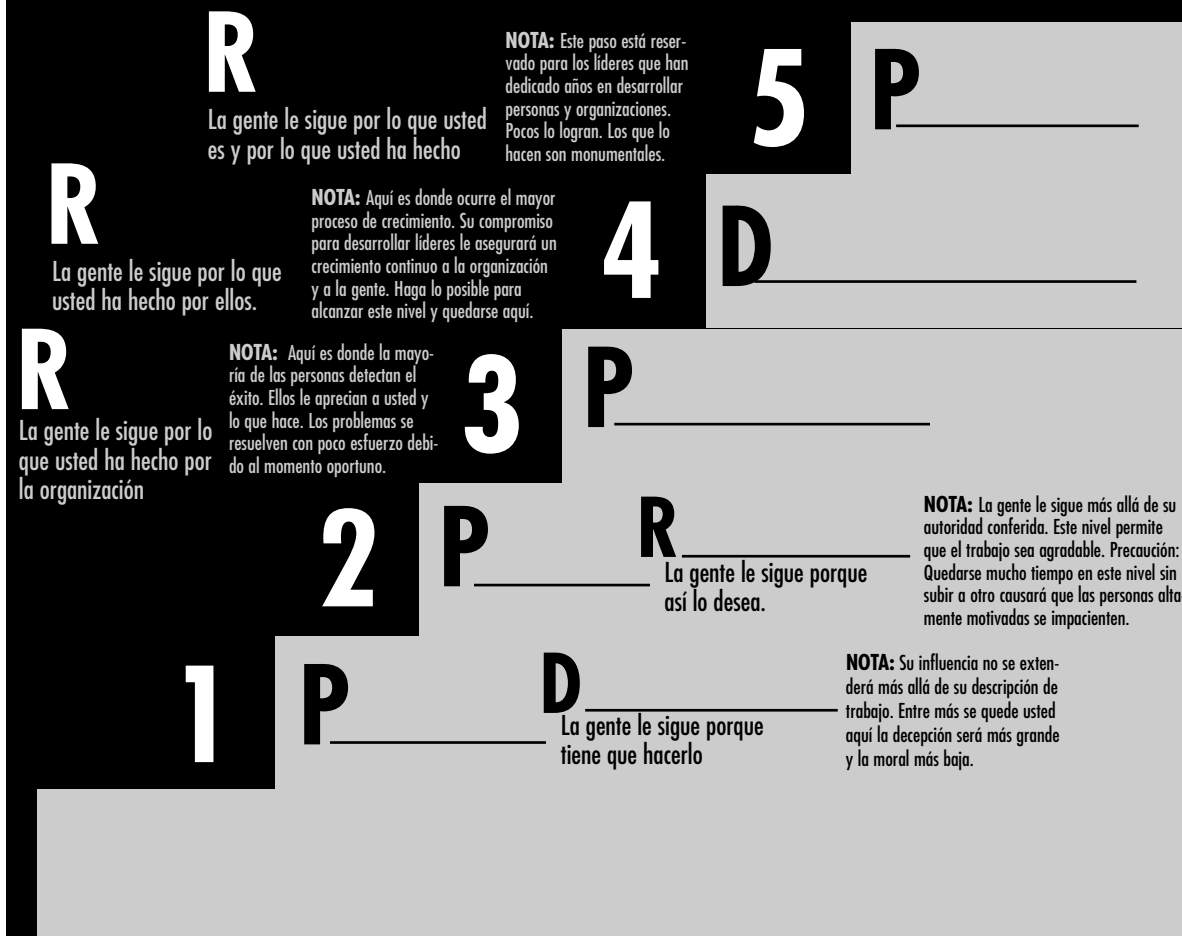 R
La gente le sigue por lo que usted
es y por lo que usted ha hecho
NOTA: Este paso está reser-
vado para los líderes que han
dedicado años en desarrollar
personas y organizaciones.
Pocos lo logran. Los que lo
hacen son monumentales.
5
P
R
La gente le sigue por lo que
usted ha hecho por ellos.
NOTA: Aquí es donde ocurre el mayor
proceso de crecimiento. Su compromiso
para desarrollar líderes le asegurará un
crecimiento continuo a la organización
y a la gente. Haga lo posible para
alcanzar este nivel y quedarse aquí.
4
D
R
La gente le sigue por lo
que usted ha hecho por
la organización
NOTA: Aquí es donde la mayo-
ría de las personas detectan el
éxito. Ellos le aprecian a usted y
lo que hace. Los problemas se
resuelven con poco esfuerzo debi-
do al momento oportuno.
3
P
2
P
R
La gente le sigue porque
así lo desea.
NOTA: La gente le sigue más allá de su
autoridad conferida. Este nivel permite
que el trabajo sea agradable. Precaución:
Quedarse mucho tiempo en este nivel sin
subir a otro causará que las personas alta-
mente motivadas se impacienten.
1
P
D
La gente le sigue porque
tiene que hacerlo
NOTA: Su influencia no se exten-
derá más allá de su descripción de
trabajo. Entre más se quede usted
aquí la decepción será más grande
y la moral más baja.